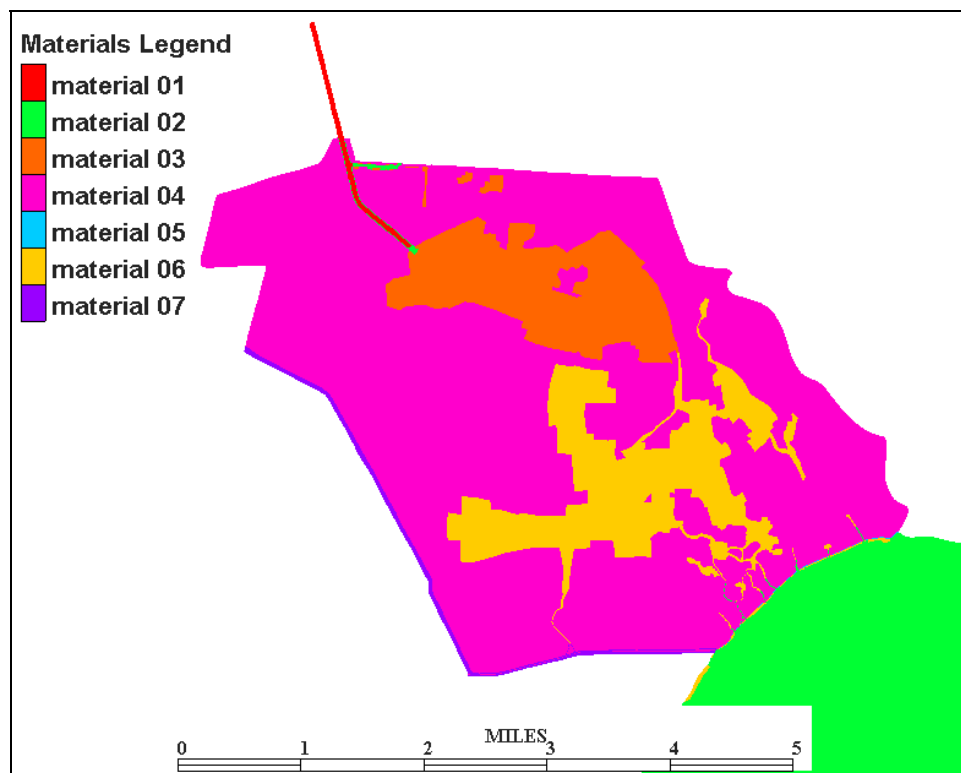 Materials Legend
material 01
material 02
material 03
material 04
material 05
material 06
material 07
MILES
0 1 2 3 4 5